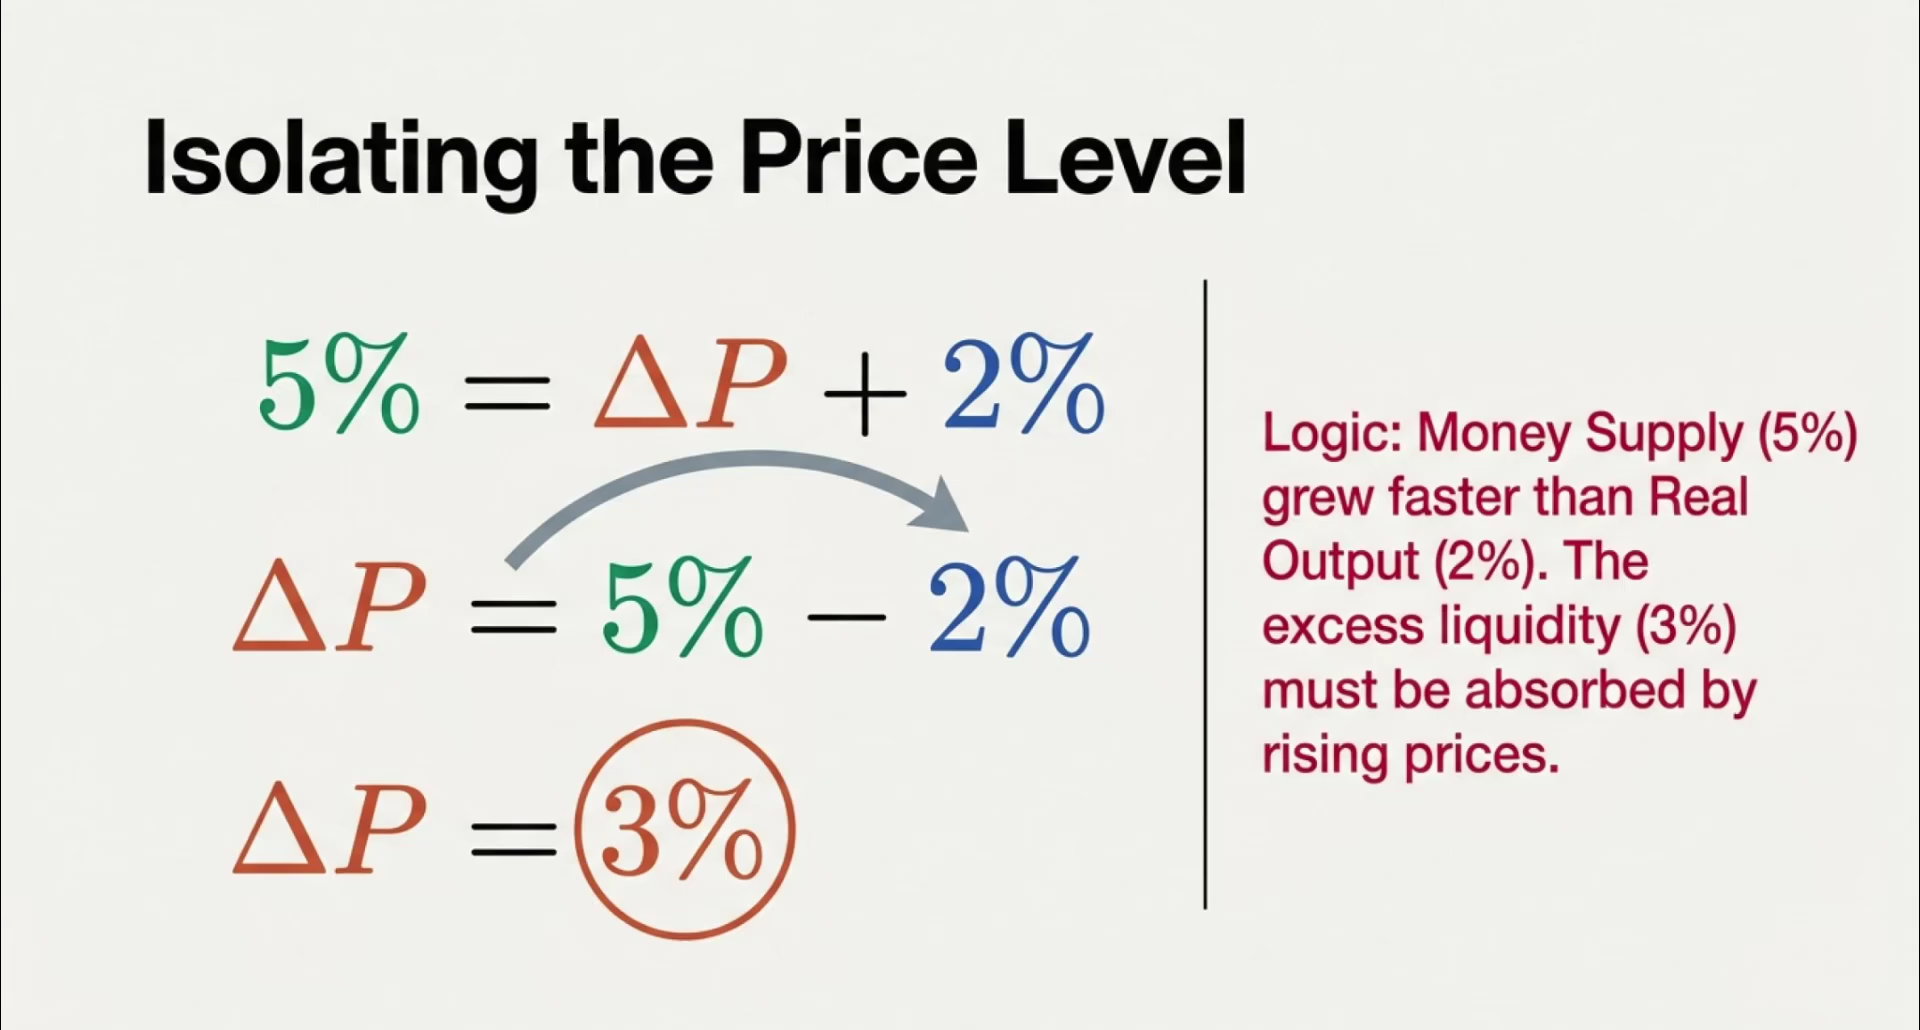 Isolating the Price Level
5% = ΔP + 2%
ΔP = 5% − 2%
ΔP = 3%
Logic: Money Supply (5%)
grew faster than Real
Output (2%). The
excess liquidity (3%)
must be absorbed by
rising prices.